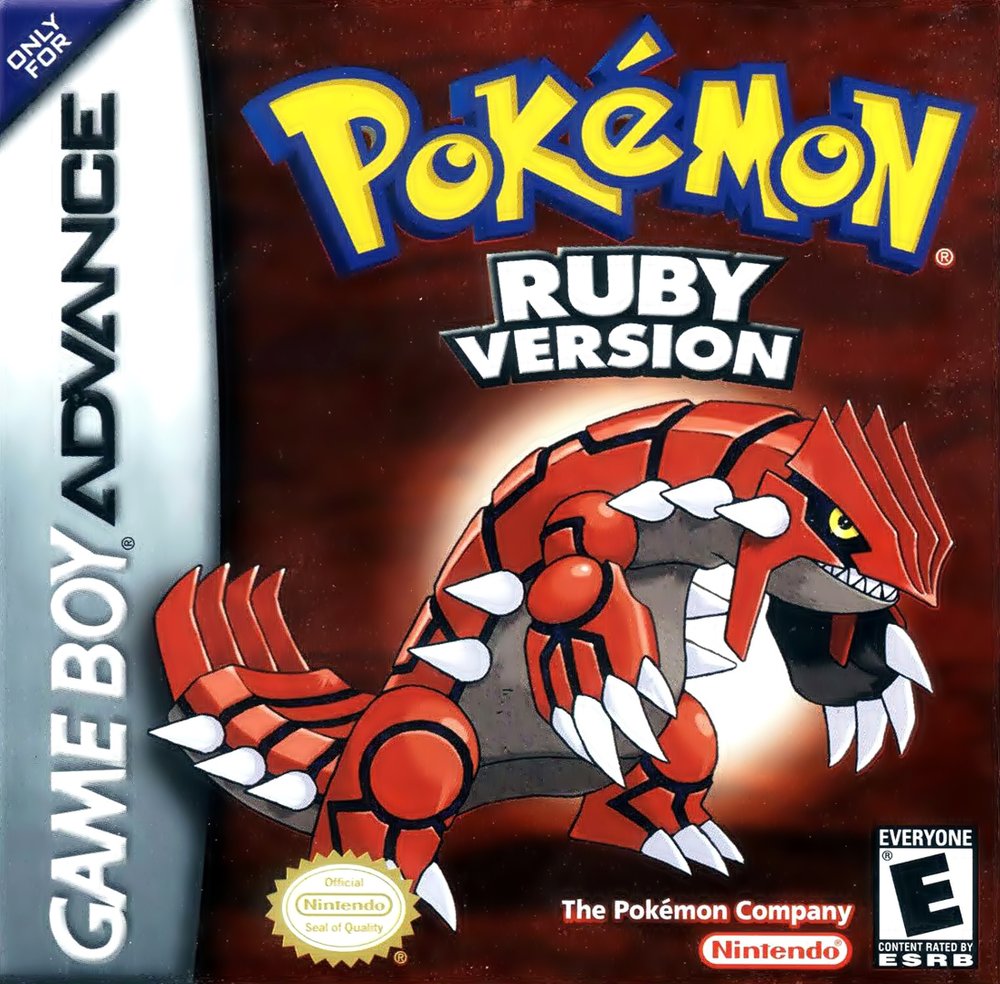 ONLY
FOR
GAME BOY ADVANCE
®
POKéMON
®
RUBY
VERSION
Official
Nintendo
Seal of Quality
®
The Pokémon Company
Nintendo®
EVERYONE
®
E
CONTENT RATED BY
ESRB